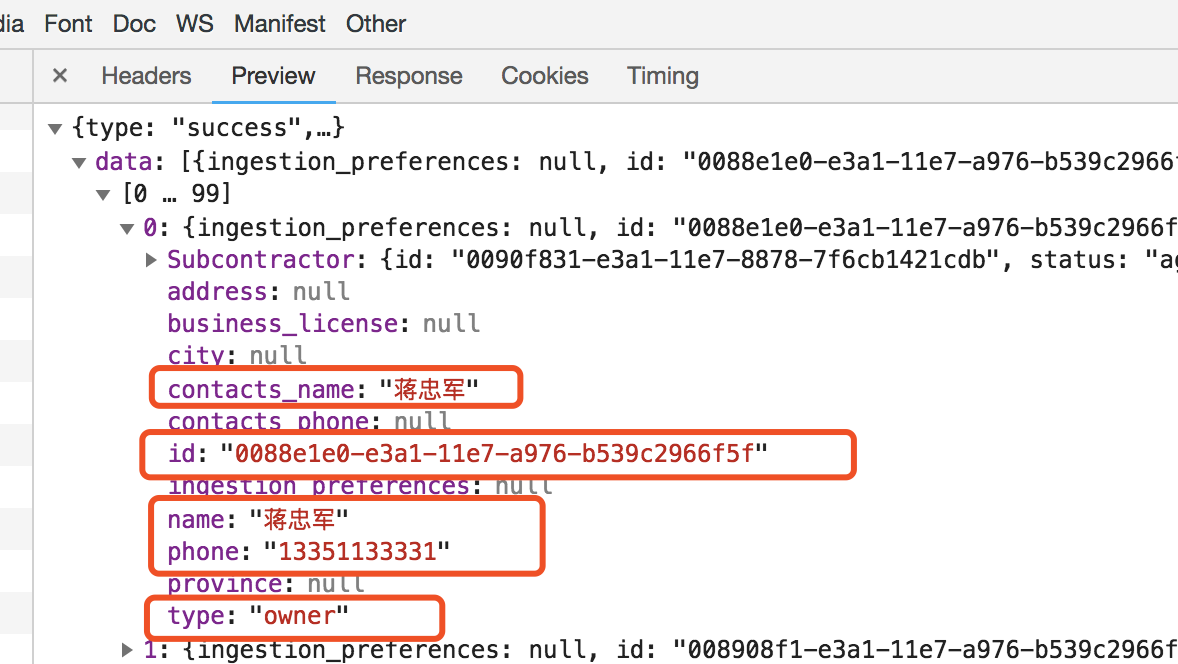 dia Font Doc WS Manifest Other
× Headers Preview Response Cookies Timing
▼ {type: "success",…}
▼ data: [{ingestion_preferences: null, id: "0088e1e0-e3a1-11e7-a976-b539c2966f
▼ [0 … 99]
▼ 0: {ingestion_preferences: null, id: "0088e1e0-e3a1-11e7-a976-b539c2966f
▶ Subcontractor: {id: "0090f831-e3a1-11e7-8878-7f6cb1421cdb", status: "ag
address: null
business_license: null
city: null
contacts_name: "蒋忠军"
contacts_phone: null
id: "0088e1e0-e3a1-11e7-a976-b539c2966f5f"
ingestion_preferences: null
name: "蒋忠军"
phone: "13351133331"
province: null
type: "owner"
▶ 1: {ingestion_preferences: null, id: "008908f1-e3a1-11e7-a976-b539c2966f